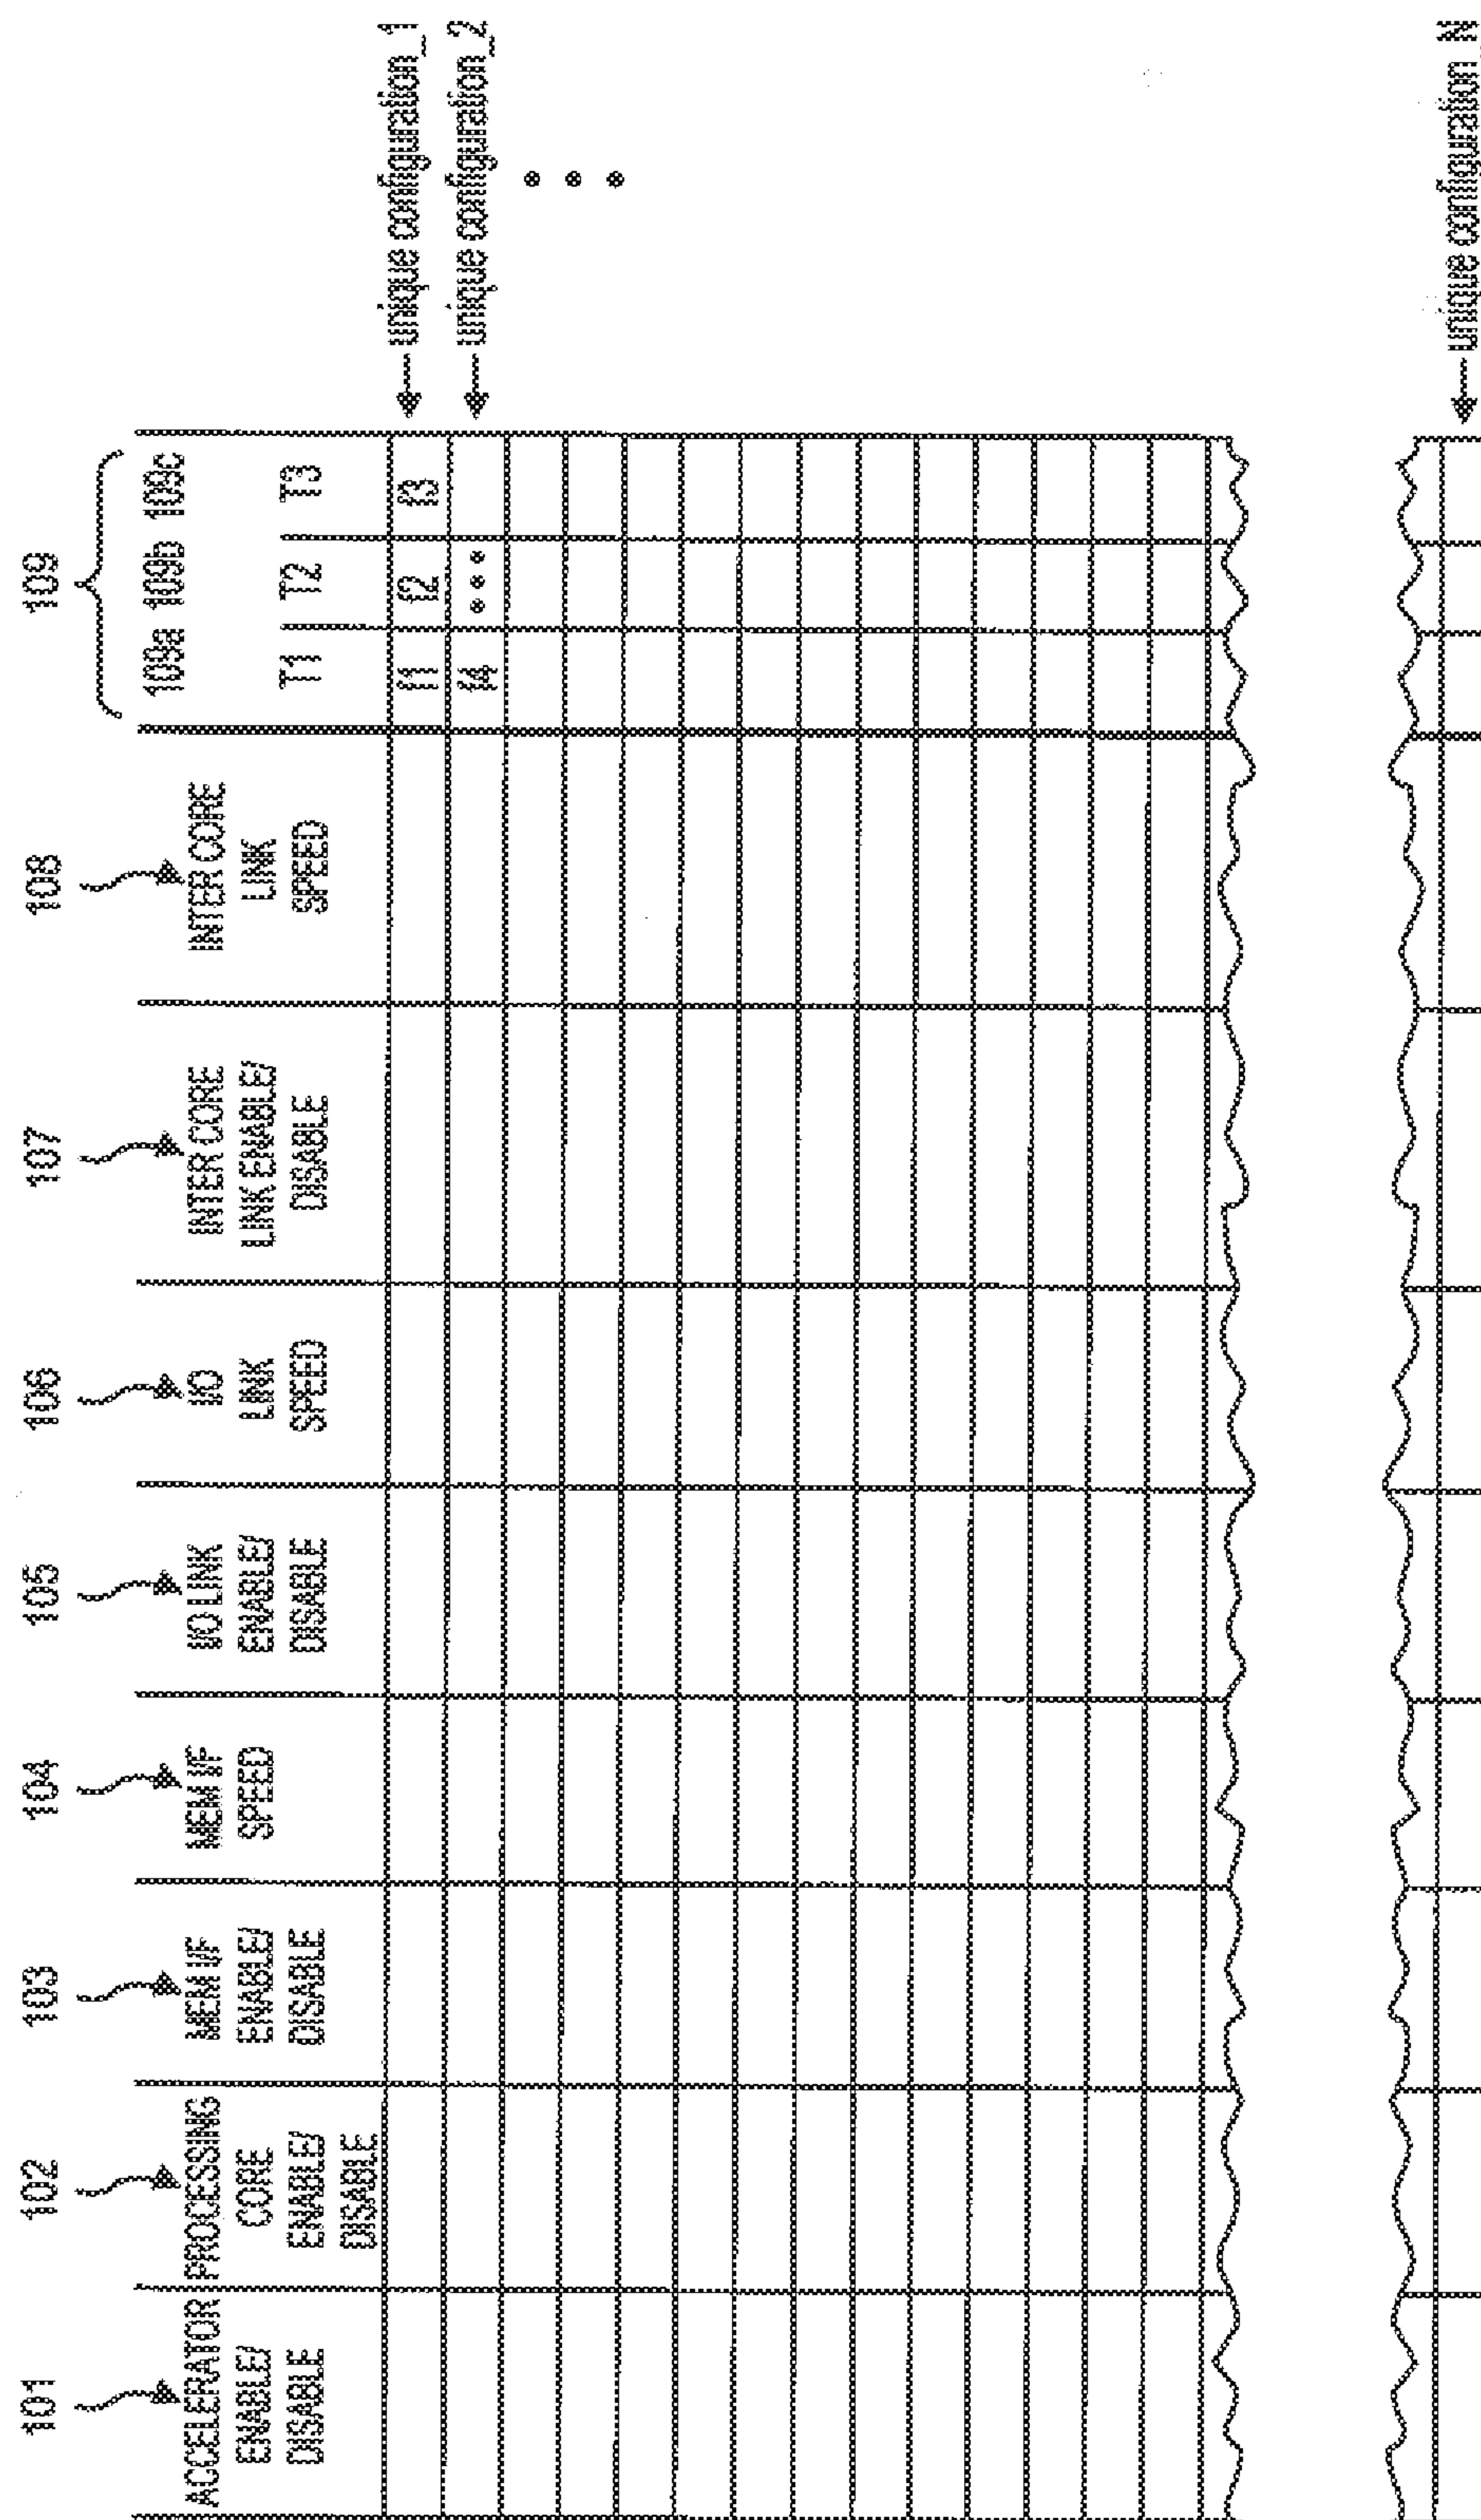 101 102 103 104 105 106 107 108 109
109a 109b 109c
ACCELERATOR
ENABLE/
DISABLE
PROCESSING
CORE
ENABLE/
DISABLE
MEM I/F
ENABLE/
DISABLE
MEM I/F
SPEED
I/O LINK
ENABLE/
DISABLE
I/O
LINK
SPEED
INTER CORE
LINK ENABLE/
DISABLE
INTER CORE
LINK
SPEED
T1 T2 T3
f1 f2 f3 unique configuration_1
f4 ••• unique configuration_2
unique configuration_N